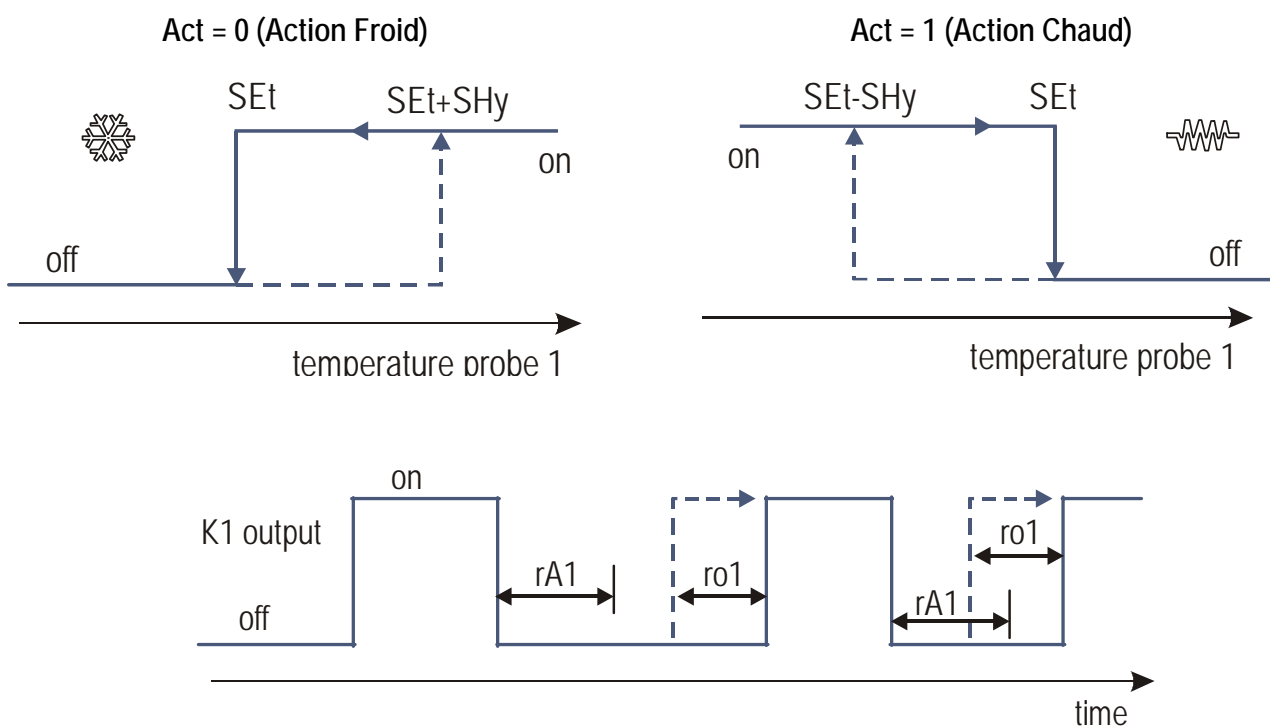 Act = 0 (Action Froid)
Act = 1 (Action Chaud)
SEt
SEt+SHy
on
off
temperature probe 1
SEt-SHy
SEt
on
off
temperature probe 1
on
K1 output
off
rA1
ro1
rA1
ro1
time